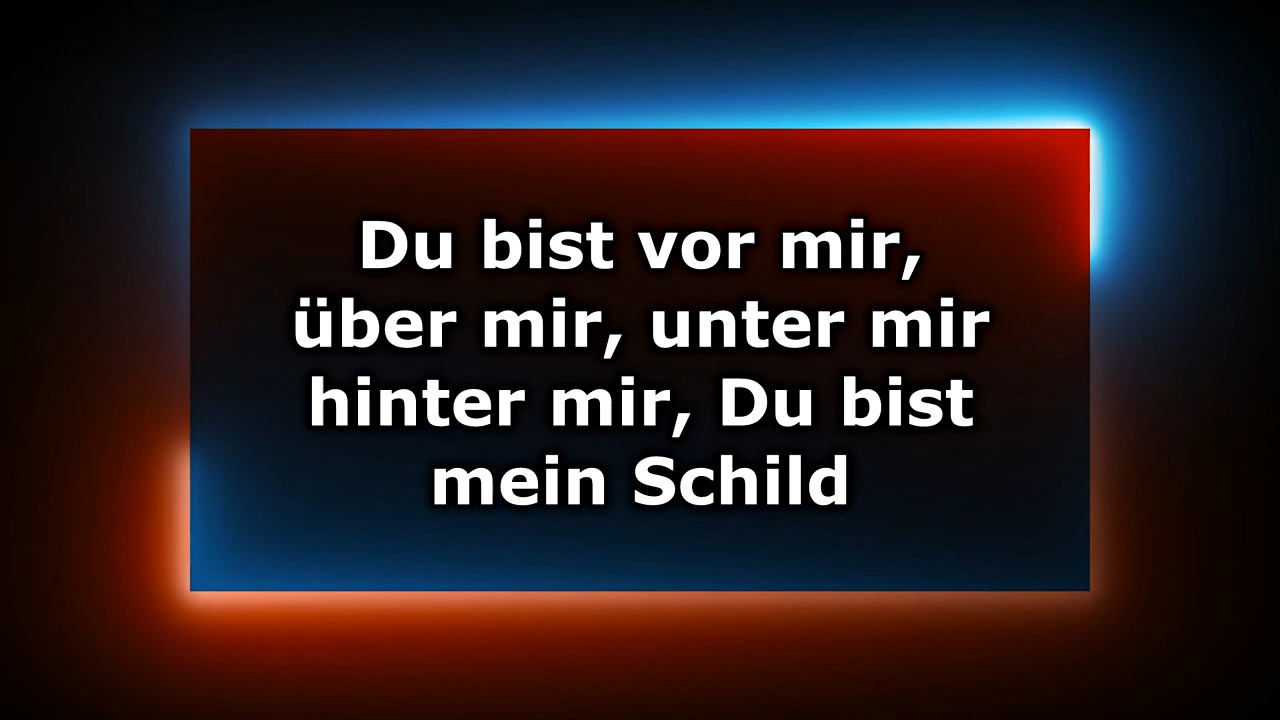 Du bist vor mir,
über mir, unter mir
hinter mir, Du bist
mein Schild